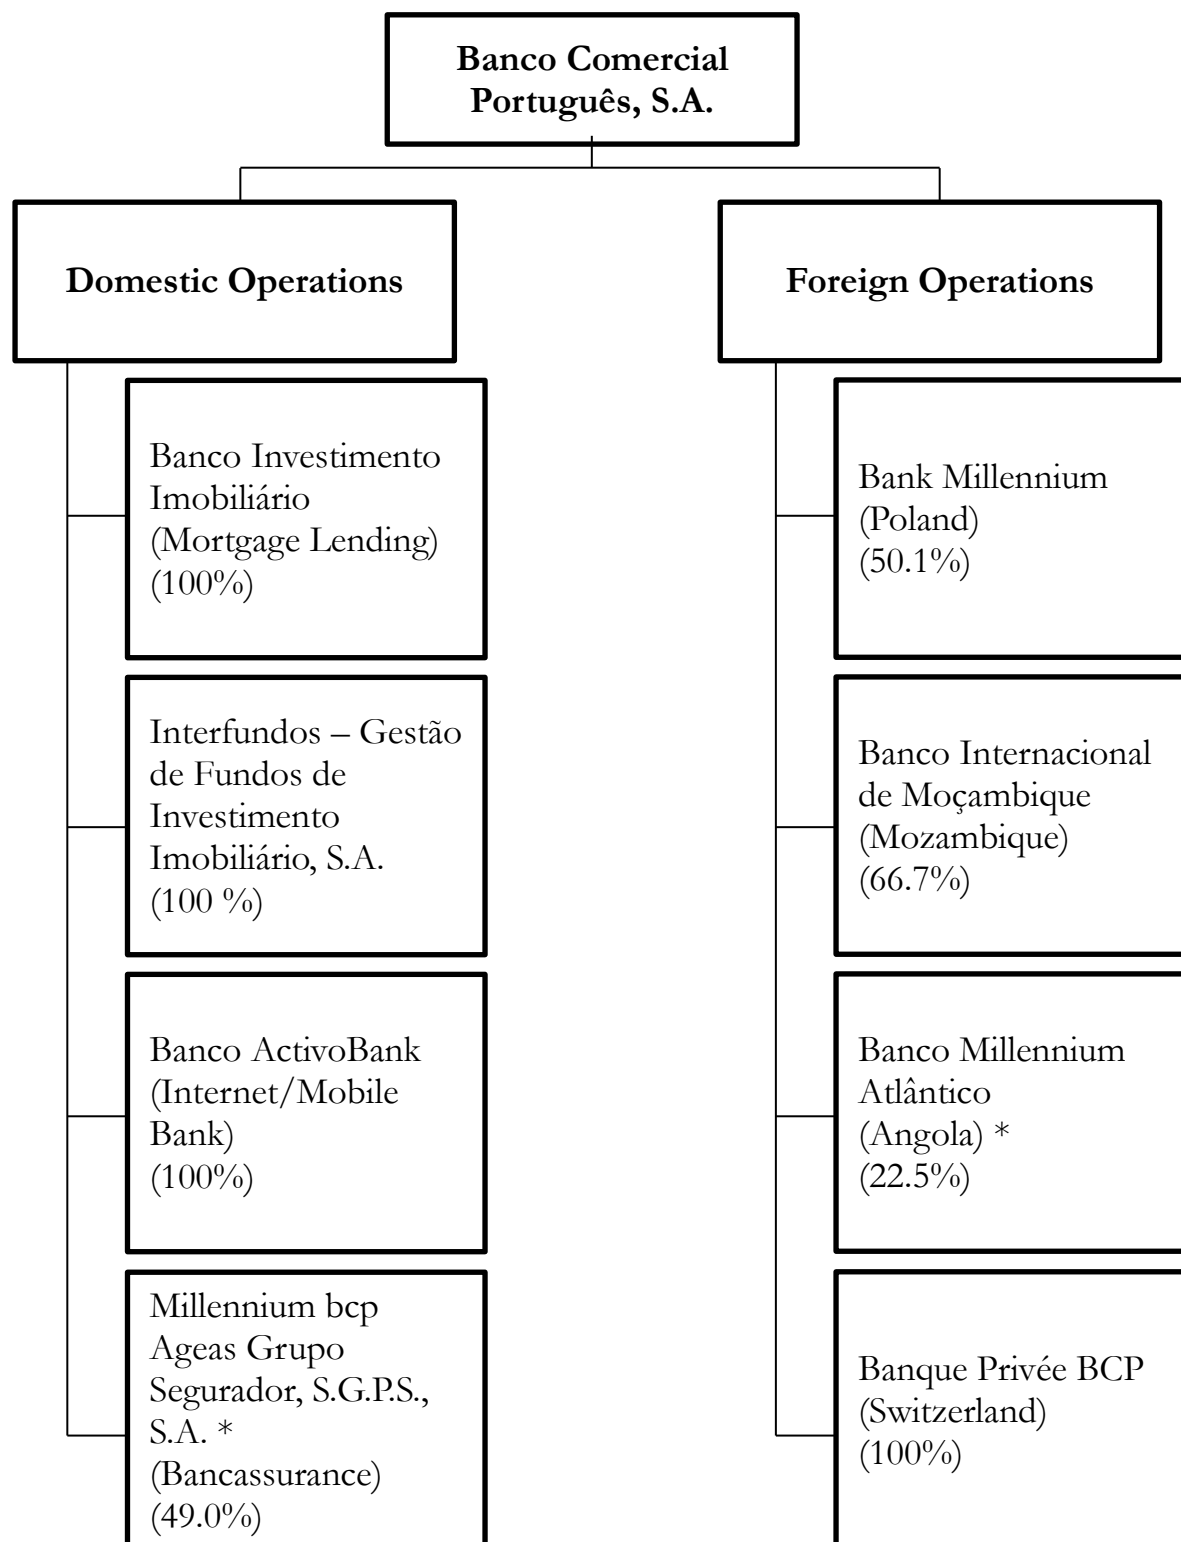 Banco Comercial
Português, S.A.
Domestic Operations
Banco Investimento
Imobiliário
(Mortgage Lending)
(100%)
Interfundos – Gestão
de Fundos de
Investimento
Imobiliário, S.A.
(100 %)
Banco ActivoBank
(Internet/Mobile
Bank)
(100%)
Millennium bcp
Ageas Grupo
Segurador, S.G.P.S.,
S.A. *
(Bancassurance)
(49.0%)
Foreign Operations
Bank Millennium
(Poland)
(50.1%)
Banco Internacional
de Moçambique
(Mozambique)
(66.7%)
Banco Millennium
Atlântico
(Angola) *
(22.5%)
Banque Privée BCP
(Switzerland)
(100%)